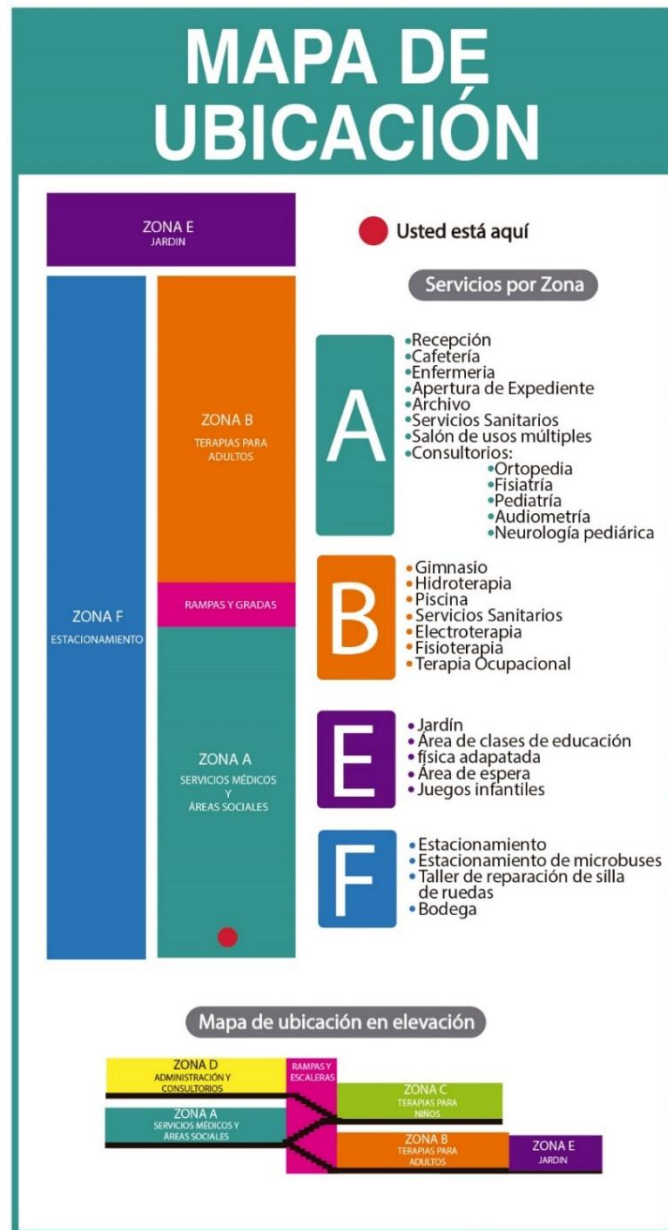 MAPA DE
UBICACIÓN
ZONA E
JARDIN
Usted está aquí
Servicios por Zona
ZONA B
TERAPIAS PARA
ADULTOS
RAMPAS Y GRADAS
ZONA F
ESTACIONAMIENTO
ZONA A
SERVICIOS MÉDICOS
Y
ÁREAS SOCIALES
A
•Recepción
•Cafetería
•Enfermeria
•Apertura de Expediente
•Archivo
•Servicios Sanitarios
•Salón de usos múltiples
•Consultorios:
•Ortopedia
•Fisiatría
•Pediatría
•Audiometría
•Neurología pediárica
B
•Gimnasio
•Hidroterapia
•Piscina
•Servicios Sanitarios
•Electroterapia
•Fisioterapia
•Terapia Ocupacional
E
• Jardín
• Área de clases de educación
• física adapatada
• Área de espera
• Juegos infantiles
F
• Estacionamiento
• Estacionamiento de microbuses
• Taller de reparación de silla
de ruedas
• Bodega
Mapa de ubicación en elevación
ZONA D
ADMINISTRACIÓN Y
CONSULTORIOS
RAMPAS Y
ESCALERAS
ZONA C
TERAPIAS PARA
NIÑOS
ZONA A
SERVICIOS MÉDICOS Y
ÁREAS SOCIALES
ZONA B
TERAPIAS PARA
ADULTOS
ZONA E
JARDIN